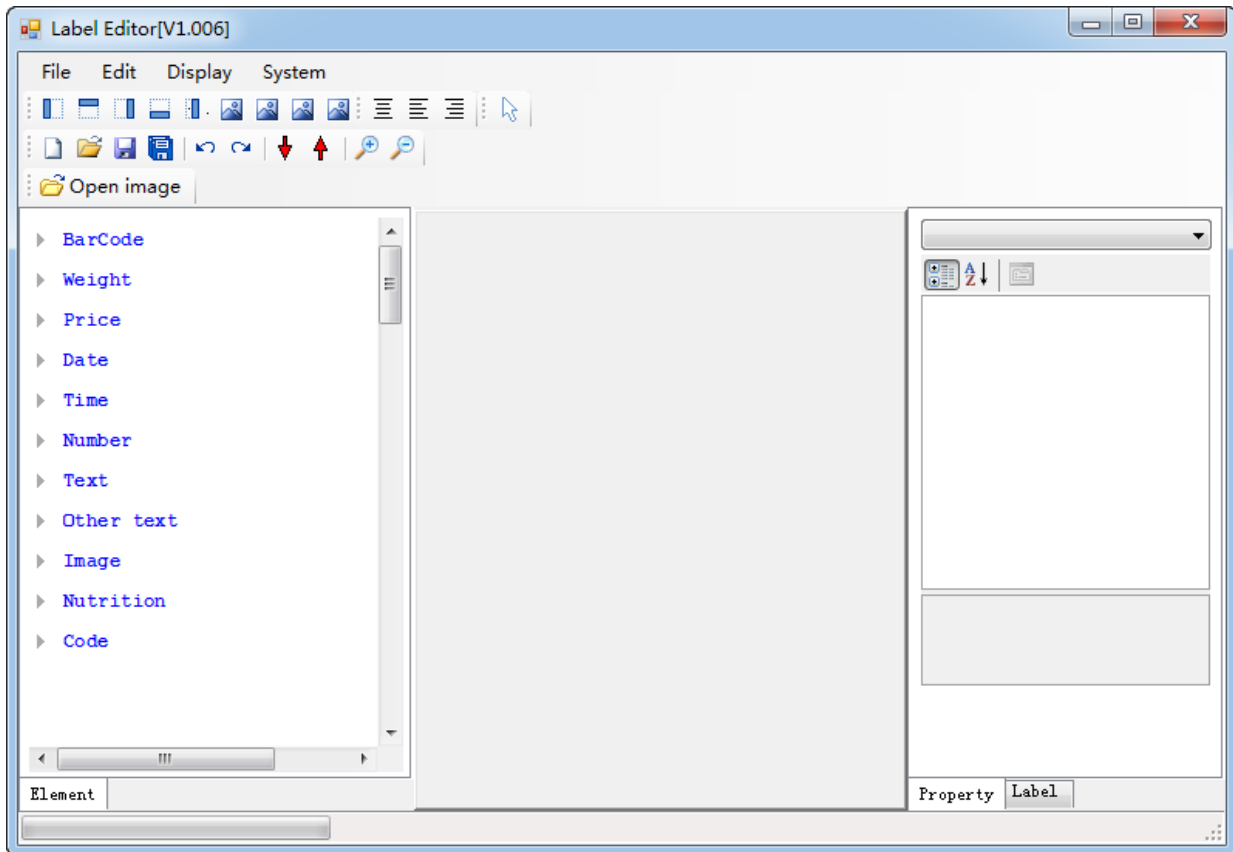 Label Editor[V1.006]
File Edit Display System
Open image
BarCode
Weight
Price
Date
Time
Number
Text
Other text
Image
Nutrition
Code
Element
A
Z
Property Label